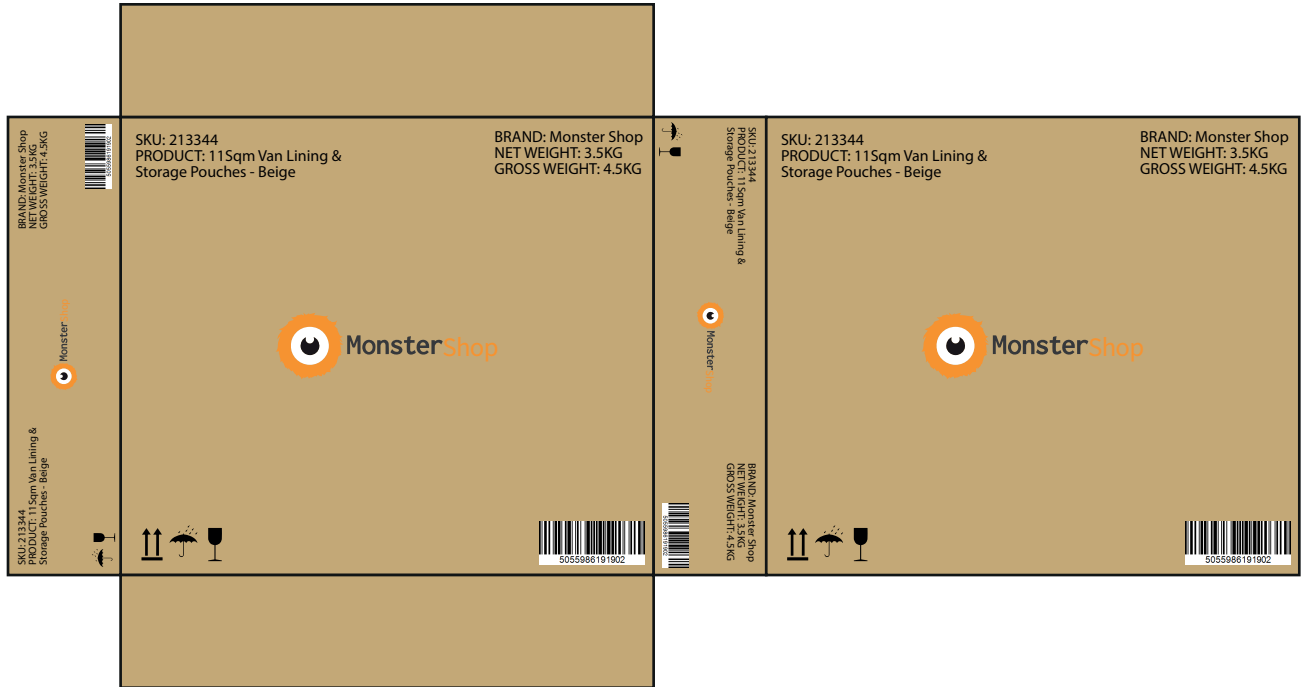 BRAND: Monster Shop
NET WEIGHT: 3.5KG
GROSS WEIGHT: 4.5KG
5055986191902
MonsterShop
SKU: 213344
PRODUCT: 11Sqm Van Lining &
Storage Pouches - Beige
SKU: 213344
PRODUCT: 11Sqm Van Lining &
Storage Pouches - Beige
BRAND: Monster Shop
NET WEIGHT: 3.5KG
GROSS WEIGHT: 4.5KG
MonsterShop
5055986191902
SKU: 213344
PRODUCT: 11Sqm Van Lining &
Storage Pouches - Beige
MonsterShop
BRAND: Monster Shop
NET WEIGHT: 3.5KG
GROSS WEIGHT: 4.5KG
5055986191902
SKU: 213344
PRODUCT: 11Sqm Van Lining &
Storage Pouches - Beige
BRAND: Monster Shop
NET WEIGHT: 3.5KG
GROSS WEIGHT: 4.5KG
MonsterShop
5055986191902